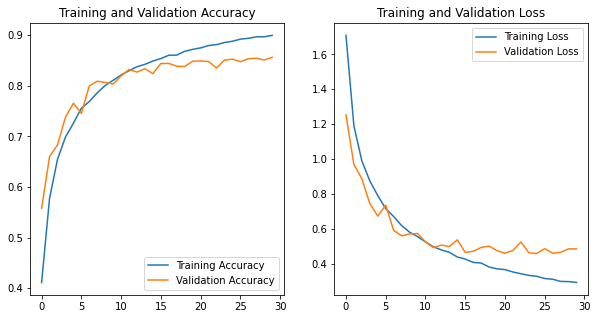 Training and Validation Accuracy
0.9
0.8
0.7
0.6
0.5
0.4
0 5 10 15 20 25 30
Training Accuracy
Validation Accuracy
Training and Validation Loss
1.6
1.4
1.2
1.0
0.8
0.6
0.4
0 5 10 15 20 25 30
Training Loss
Validation Loss